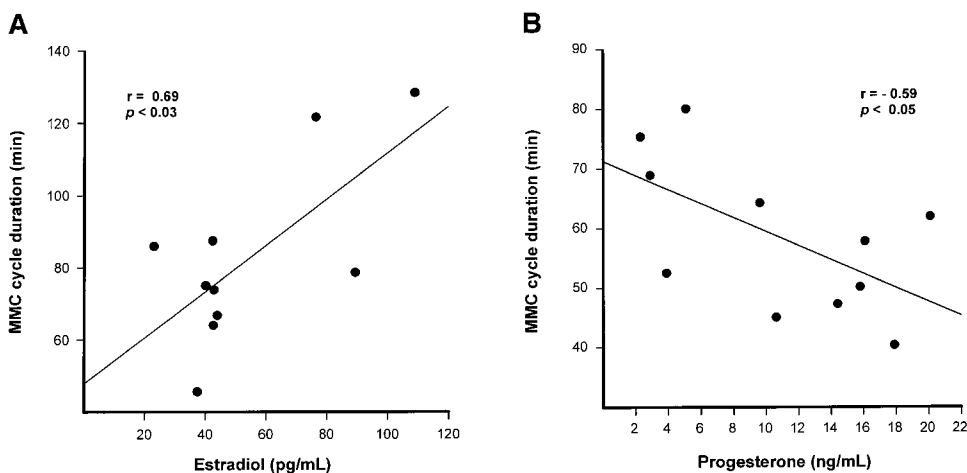 A
MMC cycle duration (min)
140
120
100
80
60
r = 0.69
p < 0.03
20 40 60 80 100 120
Estradiol (pg/mL)
B
MMC cycle duration (min)
90
80
70
60
50
40
r = - 0.59
p < 0.05
2 4 6 8 10 12 14 16 18 20 22
Progesterone (ng/mL)